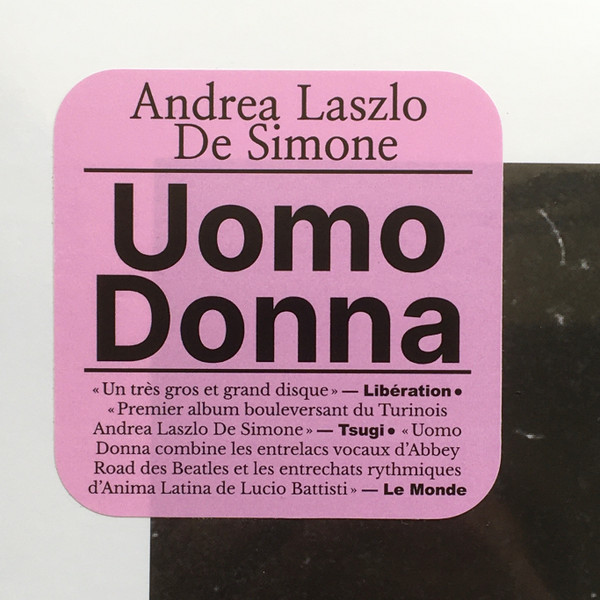 Andrea Laszlo
De Simone
Uomo
Donna
« Un très gros et grand disque » — Libération •
« Premier album bouleversant du Turinois
Andrea Laszlo De Simone » — Tsugi • « Uomo
Donna combine les entrelacs vocaux d’Abbey
Road des Beatles et les entrechats rythmiques
d’Anima Latina de Lucio Battisti » — Le Monde